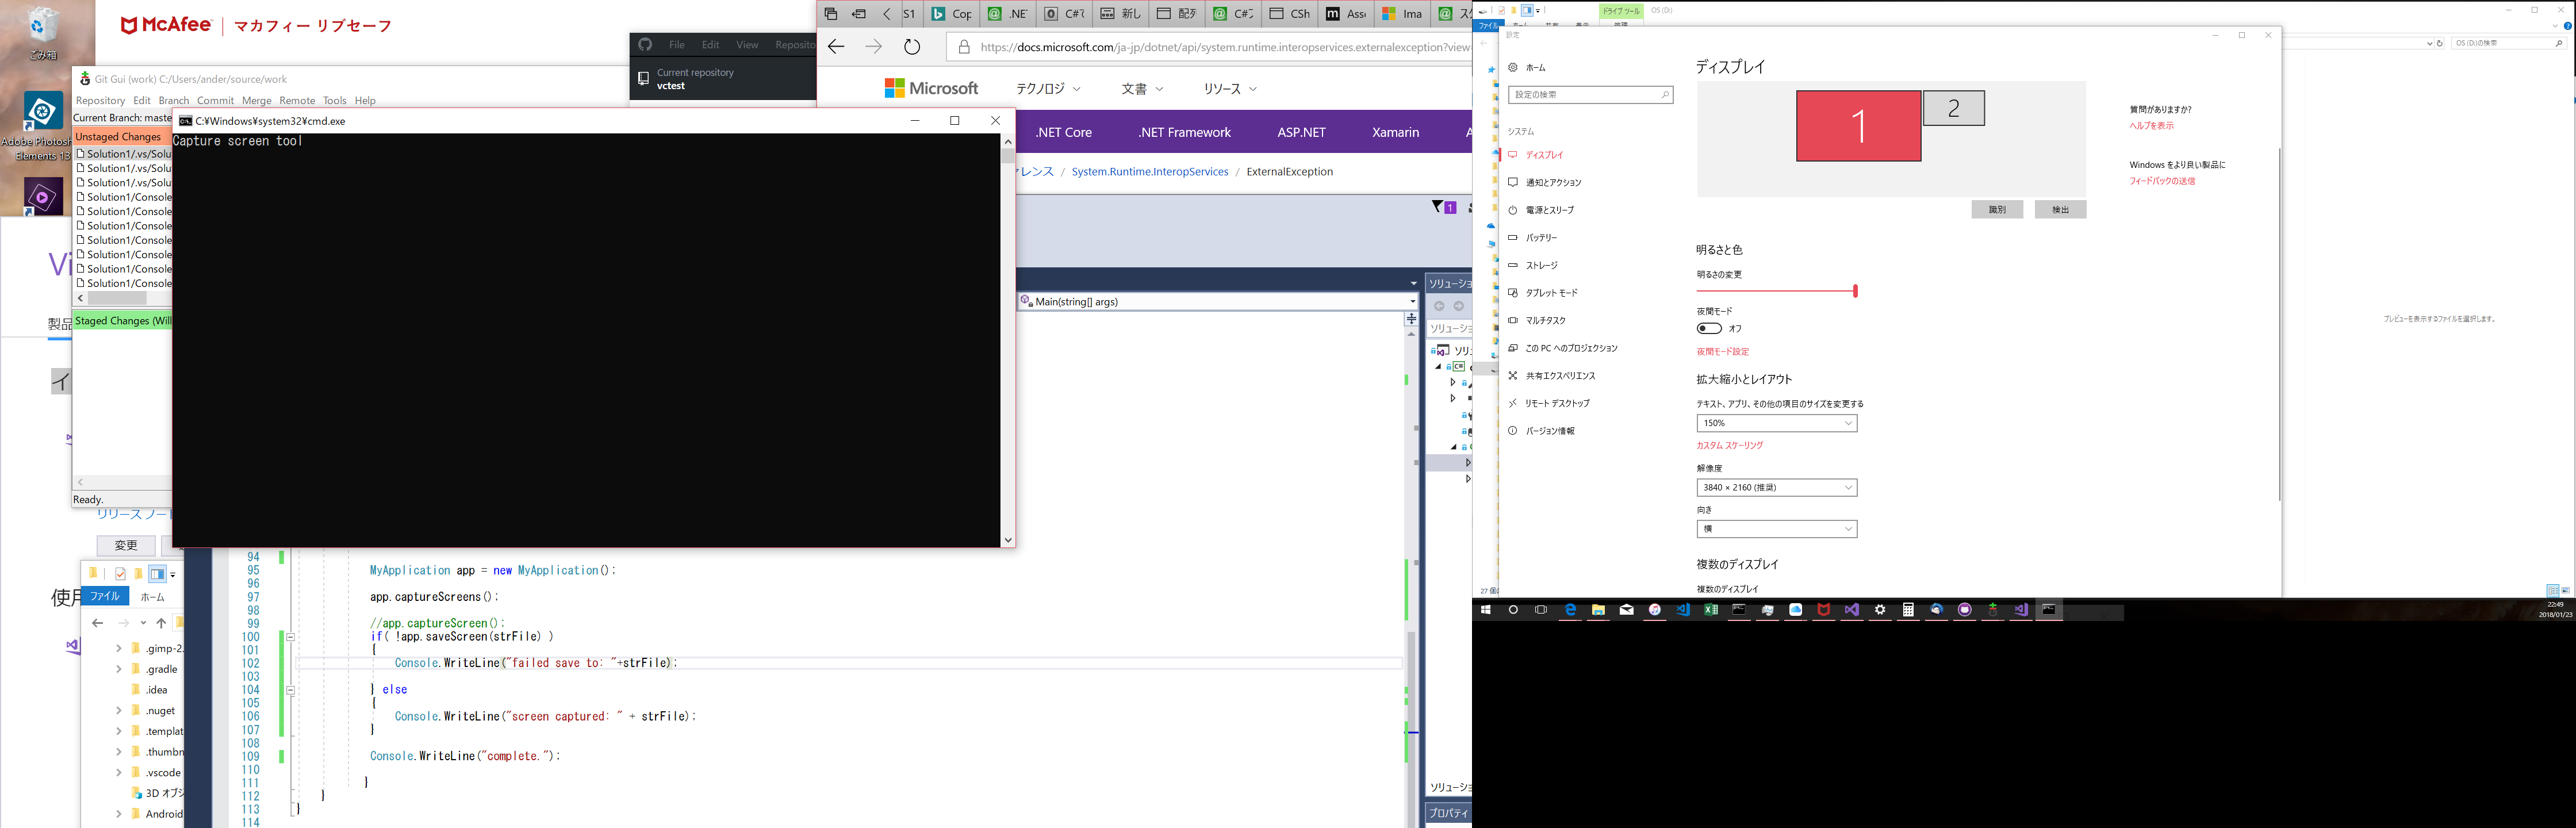 ごみ箱
McAfee | マカフィー リブセーフ
Adobe Photosh
Elements 13
Git Gui (work) C:/Users/ander/source/work
Repository Edit Branch Commit Merge Remote Tools Help
Current Branch: maste
Unstaged Changes
Solution1/.vs/Solu
Solution1/.vs/Solu
Solution1/.vs/Solu
Solution1/Console
Solution1/Console
Solution1/Console
Solution1/Console
Solution1/Console
Solution1/Console
Solution1/Console
Staged Changes (Will
Ready.
製品
リリース ノー
変更
使用
ファイル ホーム
.gimp-2.
.gradle
.idea
.nuget
.templat
.thumbn
.vscode
3D オブジ
Android
C:¥Windows¥system32¥cmd.exe
Capture screen tool
File Edit View Reposito
Current repository
vctest
S1 Cop .NE C#で 新し 配列 CSh Ass Ima
https://docs.microsoft.com/ja-jp/dotnet/api/system.runtime.interopservices.externalexception?view
Microsoft テクノロジ 文書 リソース
.NET Core .NET Framework ASP.NET Xamarin
レンス / System.Runtime.InteropServices / ExternalException
1
Main(string[] args)
ソリューショ
ソリューショ
ソリュ
C#
ソリューショ
プロパティ
94
95 MyApplication app = new MyApplication();
96
97 app.captureScreens();
98
99 //app.captureScreen();
100 if( !app.saveScreen(strFile) )
101 {
102 Console.WriteLine("failed save to: "+strFile);
103
104 } else
105 {
106 Console.WriteLine("screen captured: " + strFile);
107 }
108
109 Console.WriteLine("complete.");
110
111 }
112 }
113 }
114
ドライブ ツール OS (D:)
ファイル ホーム 共有 表示 管理
OS (D:)の検索
設定
ホーム
設定の検索
システム
ディスプレイ
通知とアクション
電源とスリープ
バッテリー
ストレージ
タブレット モード
マルチタスク
この PC へのプロジェクション
共有エクスペリエンス
リモート デスクトップ
バージョン情報
ディスプレイ
1 2
識別 検出
明るさと色
明るさの変更
夜間モード
オフ
夜間モード設定
拡大縮小とレイアウト
テキスト、アプリ、その他の項目のサイズを変更する
150%
カスタム スケーリング
解像度
3840 × 2160 (推奨)
向き
横
複数のディスプレイ
複数のディスプレイ
質問がありますか?
ヘルプを表示
Windows をより良い製品に
フィードバックの送信
プレビューを表示するファイルを選択します。
27 個
22:49
2018/01/23